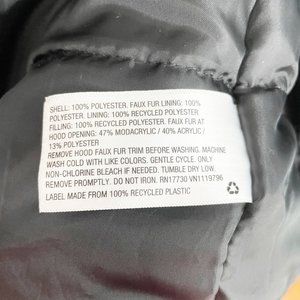 SHELL: 100% POLYESTER. FAUX FUR LINING: 100%
POLYESTER. LINING: 100% RECYCLED POLYESTER.
FILLING: 100% RECYCLED POLYESTER. FAUX FUR AT
HOOD OPENING: 47% MODACRYLIC / 40% ACRYLIC /
13% POLYESTER
REMOVE HOOD FAUX FUR TRIM BEFORE WASHING. MACHINE
WASH COLD WITH LIKE COLORS. GENTLE CYCLE. ONLY
NON-CHLORINE BLEACH IF NEEDED. TUMBLE DRY LOW.
REMOVE PROMPTLY. DO NOT IRON. RN17730 VN1119796
LABEL MADE FROM 100% RECYCLED PLASTIC